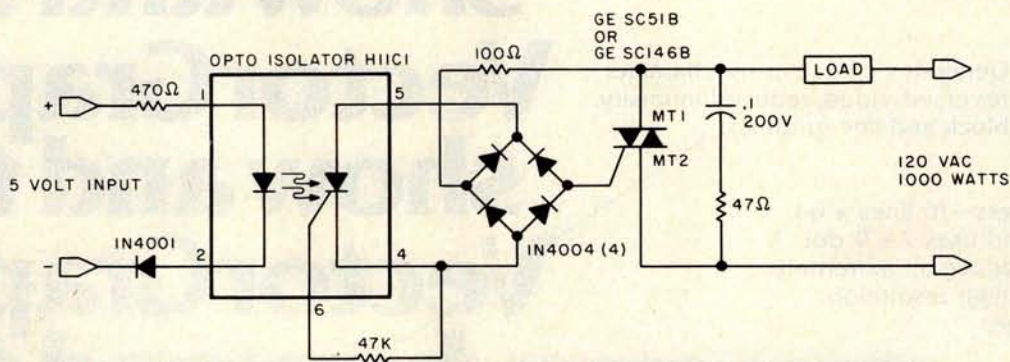 GE SC51B
OR
GE SC146B
100Ω
OPTO ISOLATOR H11C1
LOAD
470Ω
1
5
+
.1
200V
MT1
MT2
5 VOLT INPUT
120 VAC
1000 WATTS
47Ω
1N4001
1N4004 (4)
-
2
4
6
47K